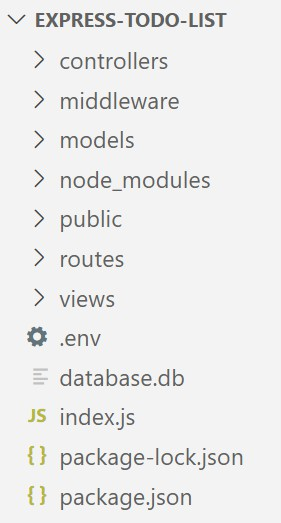 EXPRESS-TODO-LIST
controllers
middleware
models
node_modules
public
routes
views
.env
database.db
JS index.js
{ } package-lock.json
{ } package.json